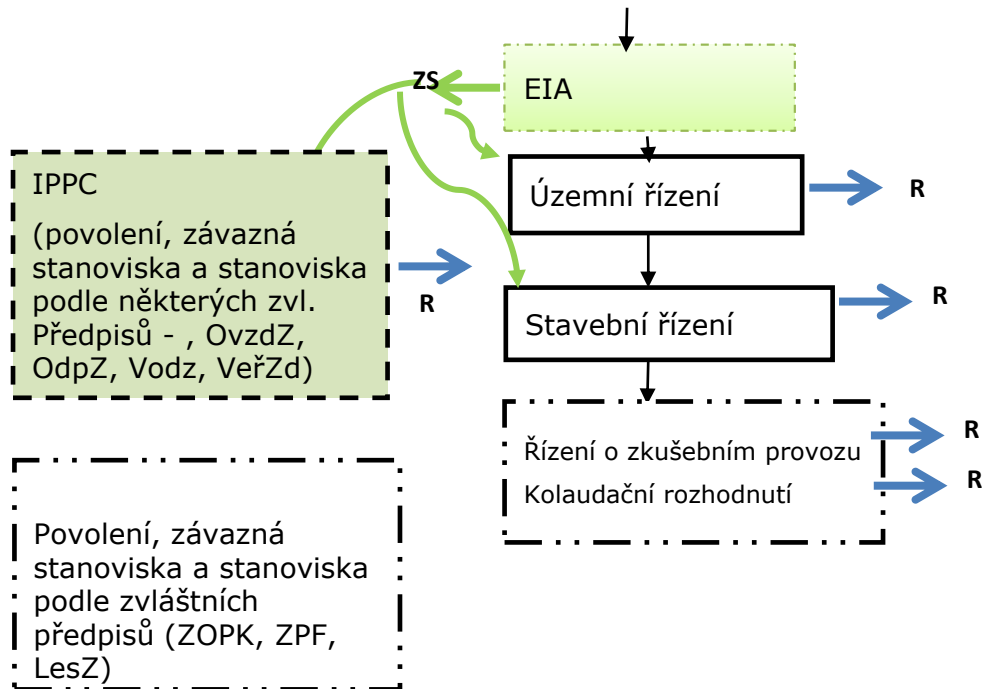 ZS
EIA
IPPC
(povolení, závazná
stanoviska a stanoviska
podle některých zvl.
Předpisů - , OvzdZ,
OdpZ, Vodz, VeřZd)
R
Územní řízení
R
Stavební řízení
R
Řízení o zkušebním provozu
R
Kolaudační rozhodnutí
R
Povolení, závazná
stanoviska a stanoviska
podle zvláštních
předpisů (ZOPK, ZPF,
LesZ)